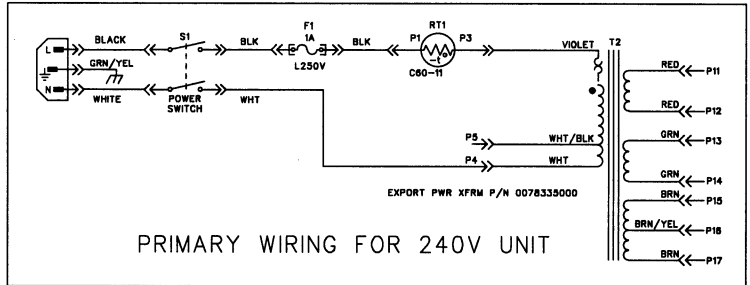 F1
S1
1A
RT1
L
BLACK
BLK
BLK
P1
P3
VIOLET
T2
GRN/YEL
L250V
-t°
C60-11
RED
P11
N
WHITE
POWER
SWITCH
WHT
RED
P12
P5
WHT/BLK
GRN
P13
P4
WHT
GRN
P14
EXPORT PWR XFRM P/N 0078335000
BRN
P15
BRN/YEL
P16
PRIMARY WIRING FOR 240V UNIT
BRN
P17